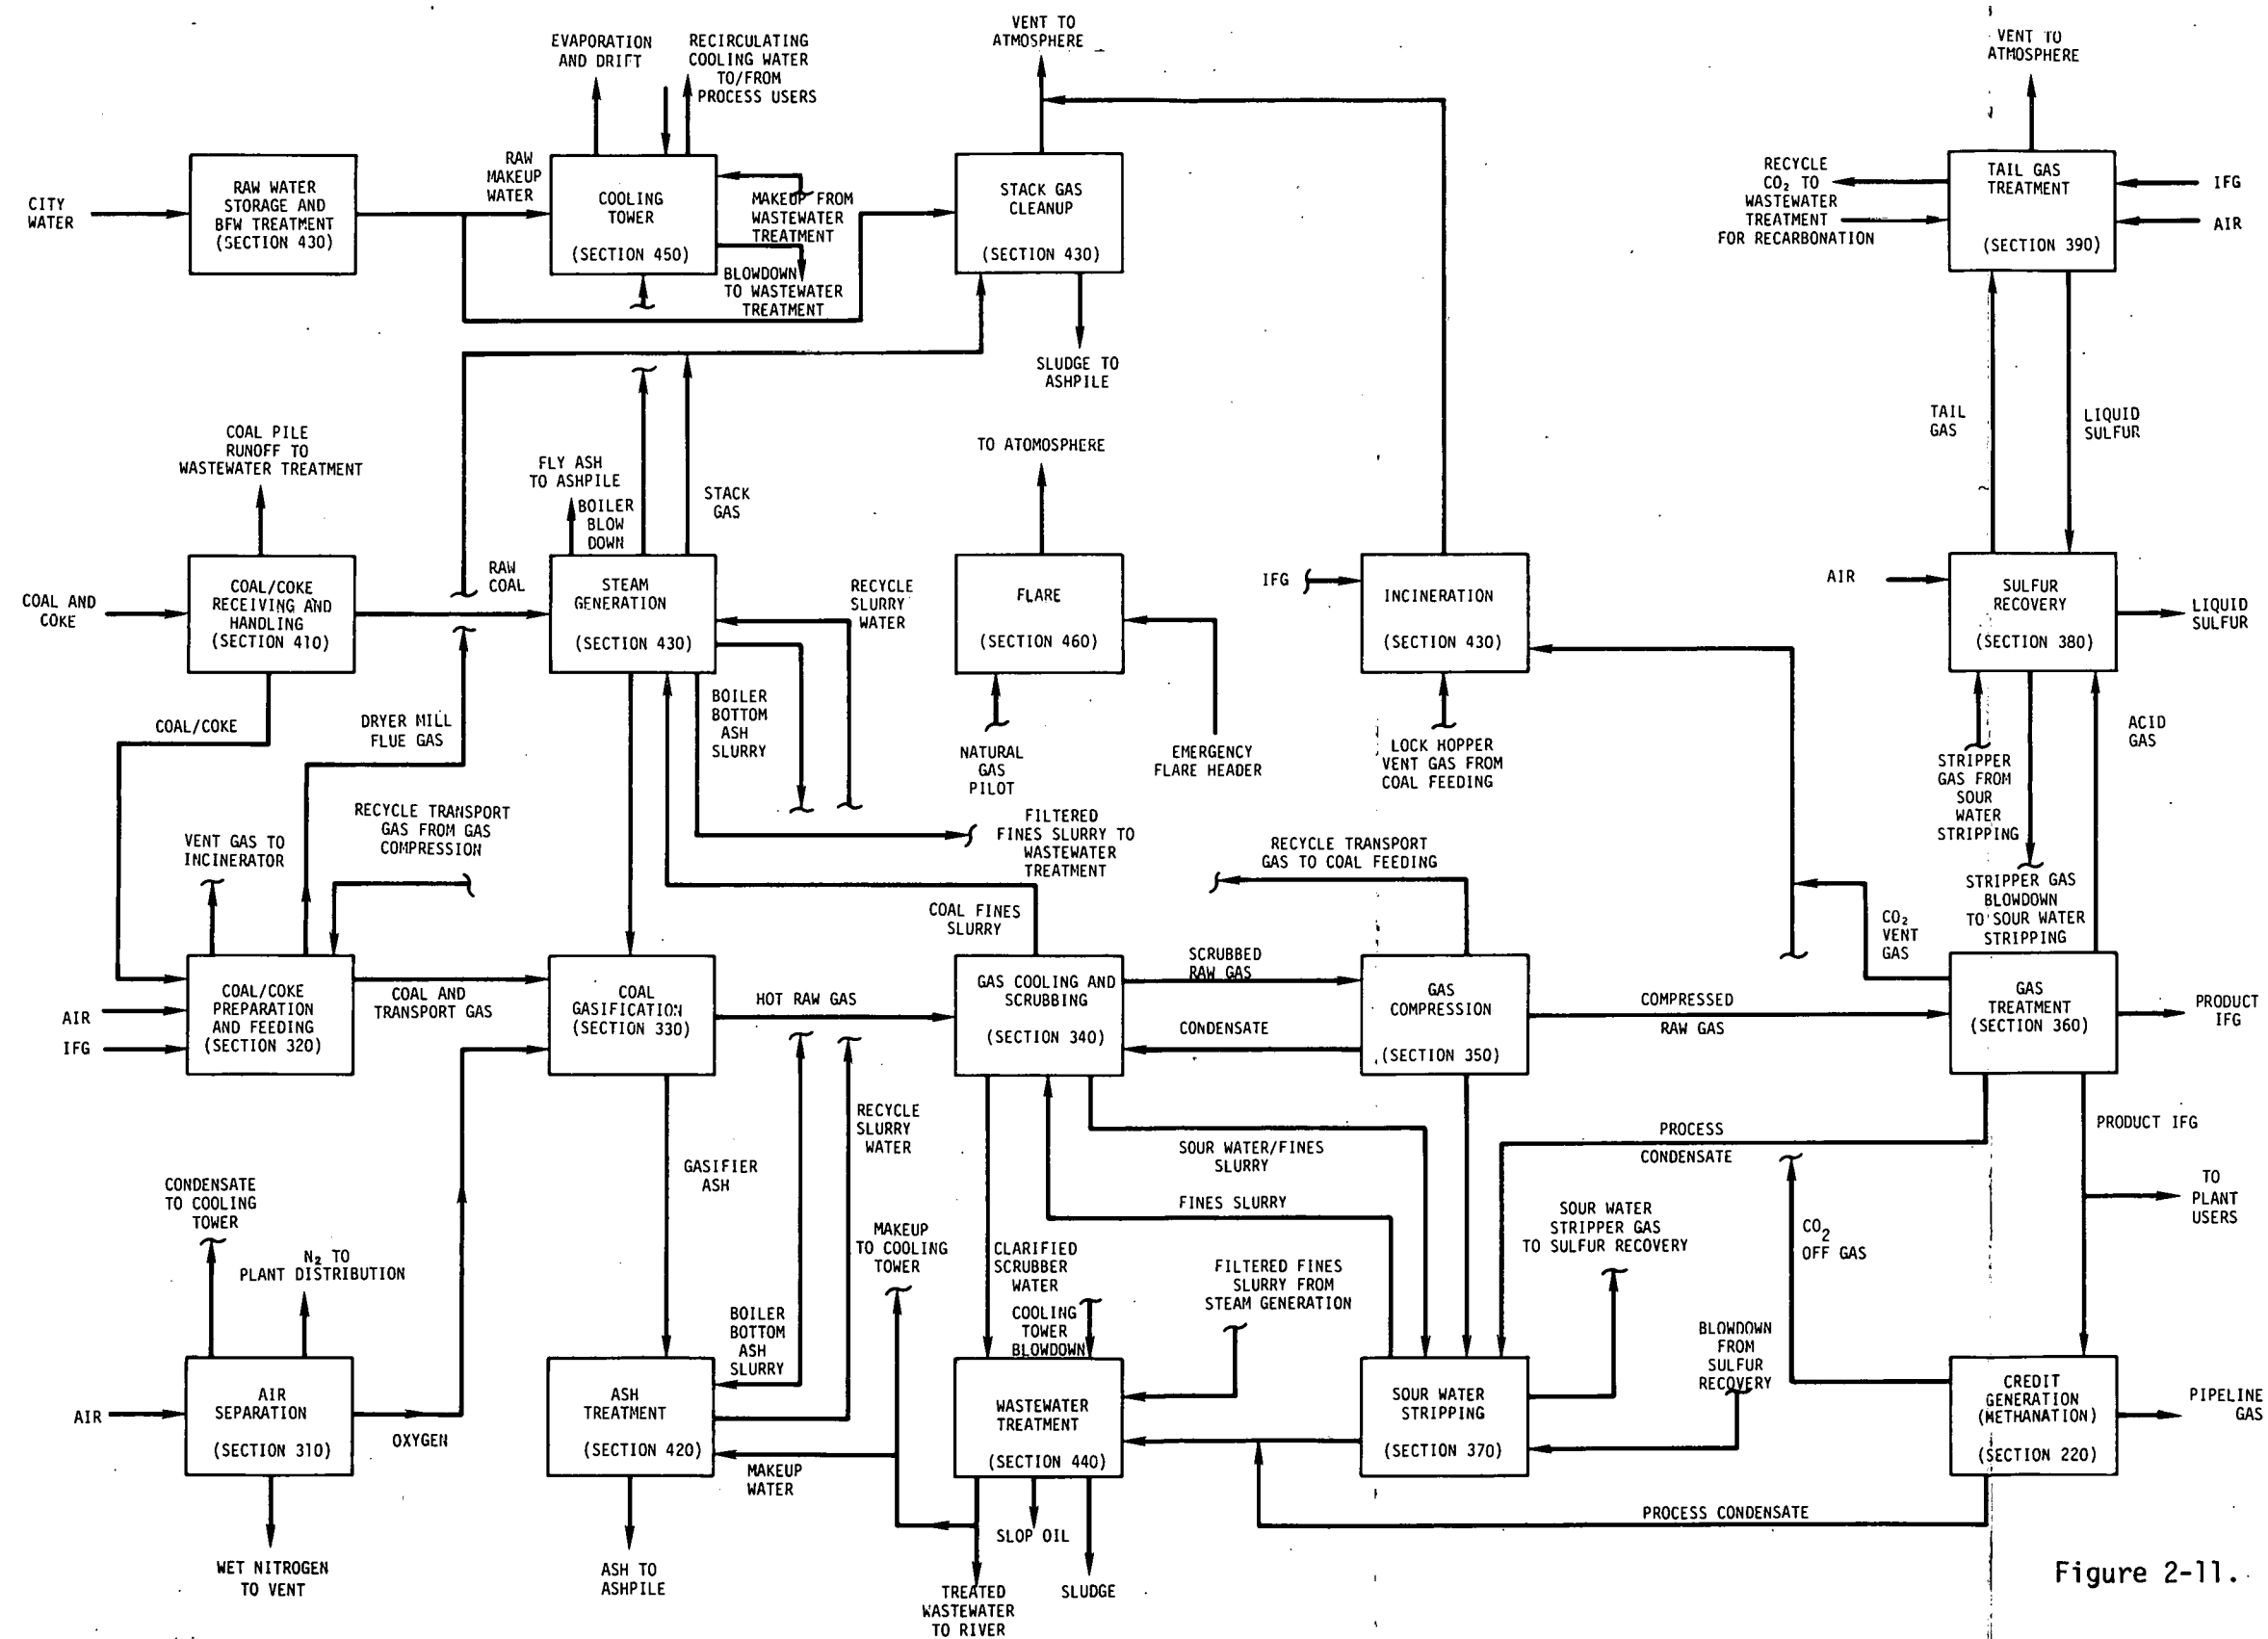 VENT TO
ATMOSPHERE
EVAPORATION
AND DRIFT
RECIRCULATING
COOLING WATER
TO/FROM
PROCESS USERS
VENT TO
ATMOSPHERE
CITY
WATER
RAW WATER
STORAGE AND
BFW TREATMENT
(SECTION 430)
RAW
MAKEUP
WATER
COOLING
TOWER
(SECTION 450)
MAKEUP FROM
WASTEWATER
TREATMENT
BLOWDOWN
TO WASTEWATER
TREATMENT
STACK GAS
CLEANUP
(SECTION 430)
SLUDGE TO
ASHPILE
RECYCLE
CO₂ TO
WASTEWATER
TREATMENT
FOR RECARBONATION
TAIL GAS
TREATMENT
(SECTION 390)
IFG
AIR
TAIL
GAS
LIQUID
SULFUR
COAL PILE
RUNOFF TO
WASTEWATER TREATMENT
FLY ASH
TO ASHPILE
BOILER
BLOW
DOWN
STACK
GAS
TO ATOMOSPHERE
COAL AND
COKE
COAL/COKE
RECEIVING AND
HANDLING
(SECTION 410)
RAW
COAL
STEAM
GENERATION
(SECTION 430)
RECYCLE
SLURRY
WATER
FLARE
(SECTION 460)
IFG
INCINERATION
(SECTION 430)
AIR
SULFUR
RECOVERY
(SECTION 380)
LIQUID
SULFUR
COAL/COKE
DRYER MILL
FLUE GAS
BOILER
BOTTOM
ASH
SLURRY
NATURAL
GAS
PILOT
EMERGENCY
FLARE HEADER
LOCK HOPPER
VENT GAS FROM
COAL FEEDING
STRIPPER
GAS FROM
SOUR
WATER
STRIPPING
ACID
GAS
VENT GAS TO
INCINERATOR
RECYCLE TRANSPORT
GAS FROM GAS
COMPRESSION
FILTERED
FINES SLURRY TO
WASTEWATER
TREATMENT
RECYCLE TRANSPORT
GAS TO COAL FEEDING
STRIPPER GAS
BLOWDOWN
TO SOUR WATER
STRIPPING
COAL FINES
SLURRY
CO₂
VENT
GAS
AIR
IFG
COAL/COKE
PREPARATION
AND FEEDING
(SECTION 320)
COAL AND
TRANSPORT GAS
COAL
GASIFICATION
(SECTION 330)
HOT RAW GAS
GAS COOLING AND
SCRUBBING
(SECTION 340)
SCRUBBED
RAW GAS
CONDENSATE
GAS
COMPRESSION
(SECTION 350)
COMPRESSED
RAW GAS
GAS
TREATMENT
(SECTION 360)
PRODUCT
IFG
RECYCLE
SLURRY
WATER
GASIFIER
ASH
SOUR WATER/FINES
SLURRY
FINES SLURRY
PROCESS
CONDENSATE
PRODUCT IFG
TO
PLANT
USERS
CONDENSATE
TO COOLING
TOWER
N₂ TO
PLANT DISTRIBUTION
MAKEUP
TO COOLING
TOWER
CLARIFIED
SCRUBBER
WATER
COOLING
TOWER
BLOWDOWN
FILTERED FINES
SLURRY FROM
STEAM GENERATION
SOUR WATER
STRIPPER GAS
TO SULFUR RECOVERY
CO₂
OFF GAS
BOILER
BOTTOM
ASH
SLURRY
BLOWDOWN
FROM
SULFUR
RECOVERY
AIR
AIR
SEPARATION
(SECTION 310)
OXYGEN
ASH
TREATMENT
(SECTION 420)
MAKEUP
WATER
WASTEWATER
TREATMENT
(SECTION 440)
SOUR WATER
STRIPPING
(SECTION 370)
CREDIT
GENERATION
(METHANATION)
(SECTION 220)
PIPELINE
GAS
PROCESS CONDENSATE
WET NITROGEN
TO VENT
ASH TO
ASHPILE
SLOP OIL
TREATED
WASTEWATER
TO RIVER
SLUDGE
Figure 2-11.